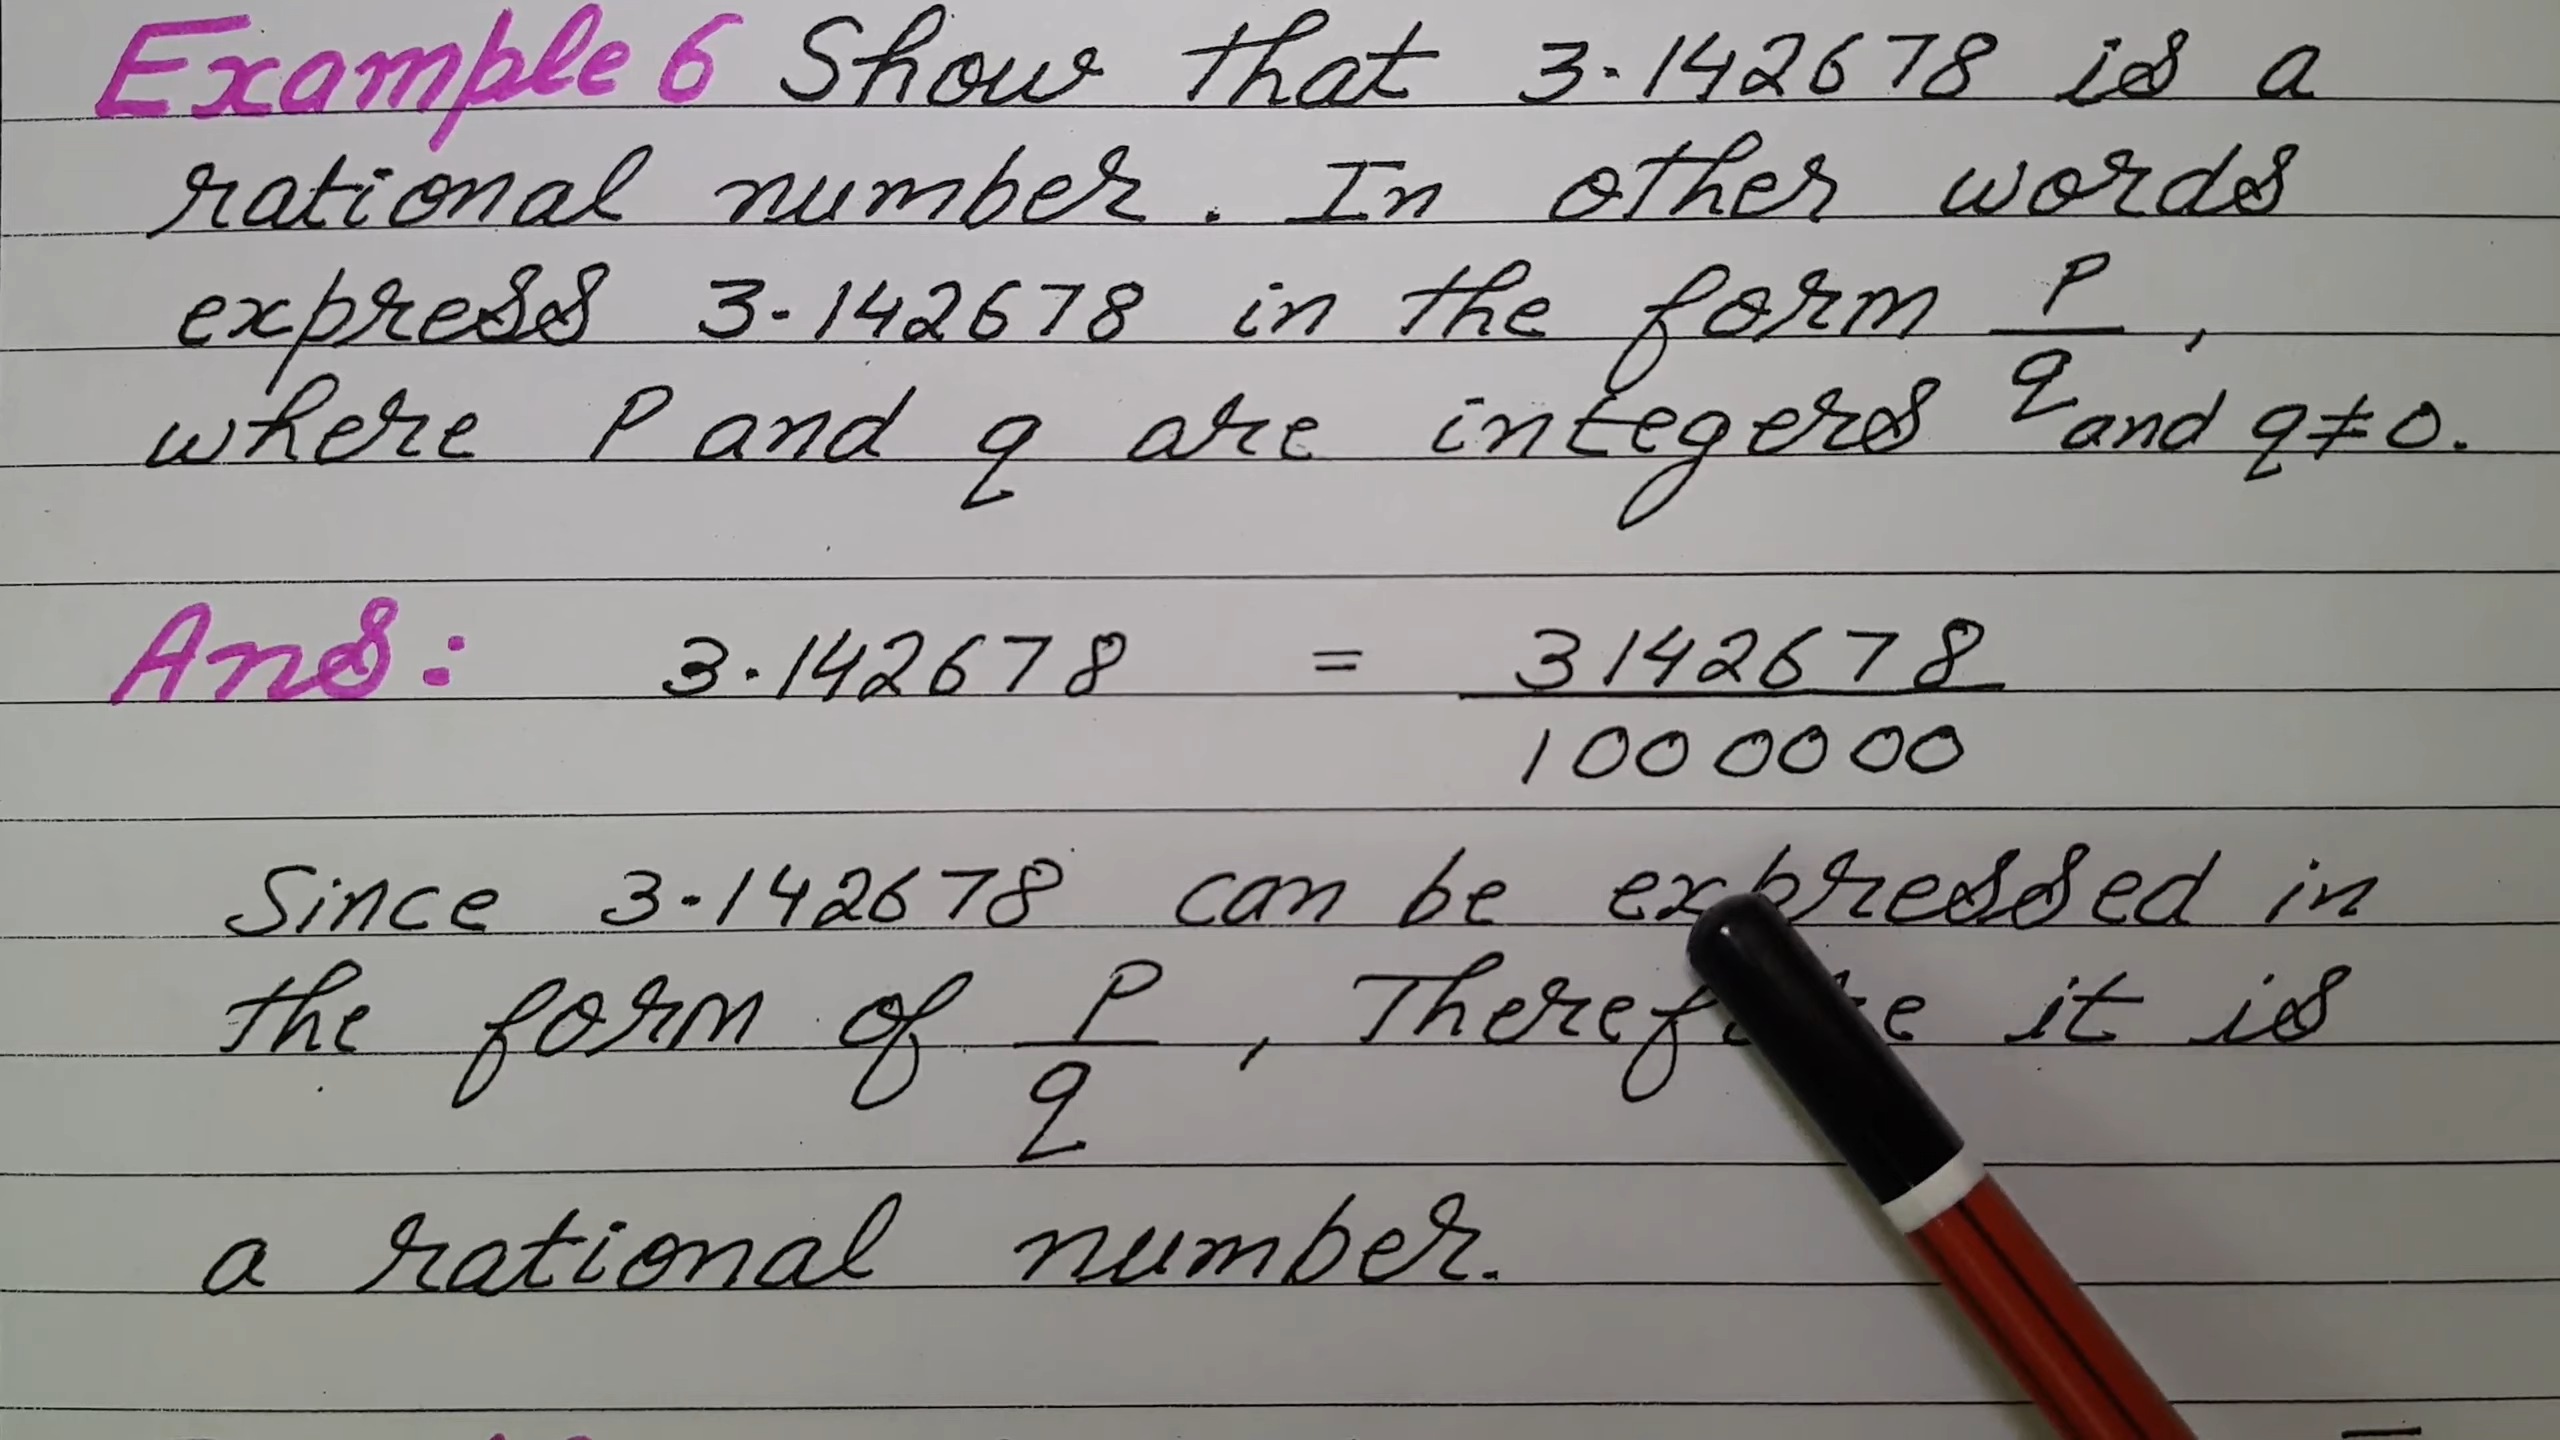 Example 6 Show that 3.142678 is a
rational number. In other words
express 3.142678 in the form P/q,
where P and q are integers and q≠0.
Ans: 3.142678 = 3142678/1000000
Since 3.142678 can be expressed in
the form of P/q, Therefore it is
a rational number.